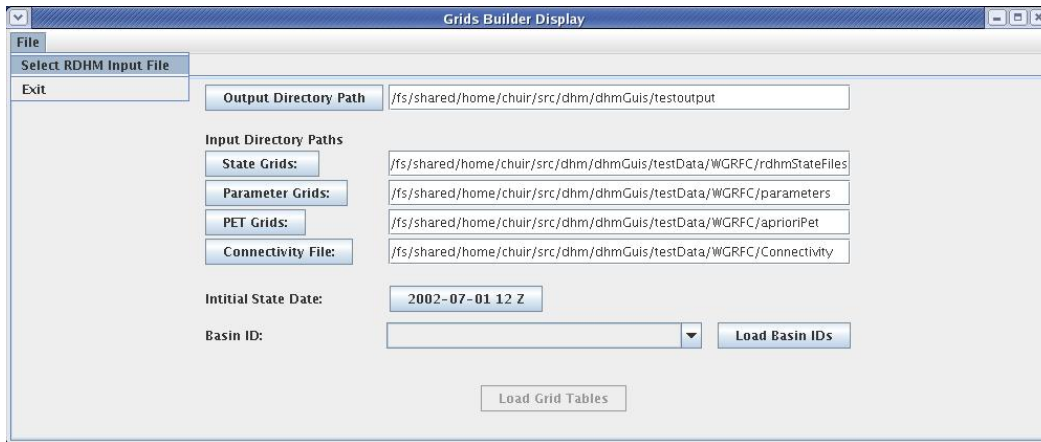 Grids Builder Display
File
Select RDHM Input File
Exit
Output Directory Path /fs/shared/home/chuir/src/dhm/dhmGuis/testoutput
Input Directory Paths
State Grids: /fs/shared/home/chuir/src/dhm/dhmGuis/testData/WGRFC/rdhmStateFiles
Parameter Grids: /fs/shared/home/chuir/src/dhm/dhmGuis/testData/WGRFC/parameters
PET Grids: /fs/shared/home/chuir/src/dhm/dhmGuis/testData/WGRFC/aprioriPet
Connectivity File: /fs/shared/home/chuir/src/dhm/dhmGuis/testData/WGRFC/Connectivity
Intitial State Date: 2002-07-01 12 Z
Basin ID: Load Basin IDs
Load Grid Tables